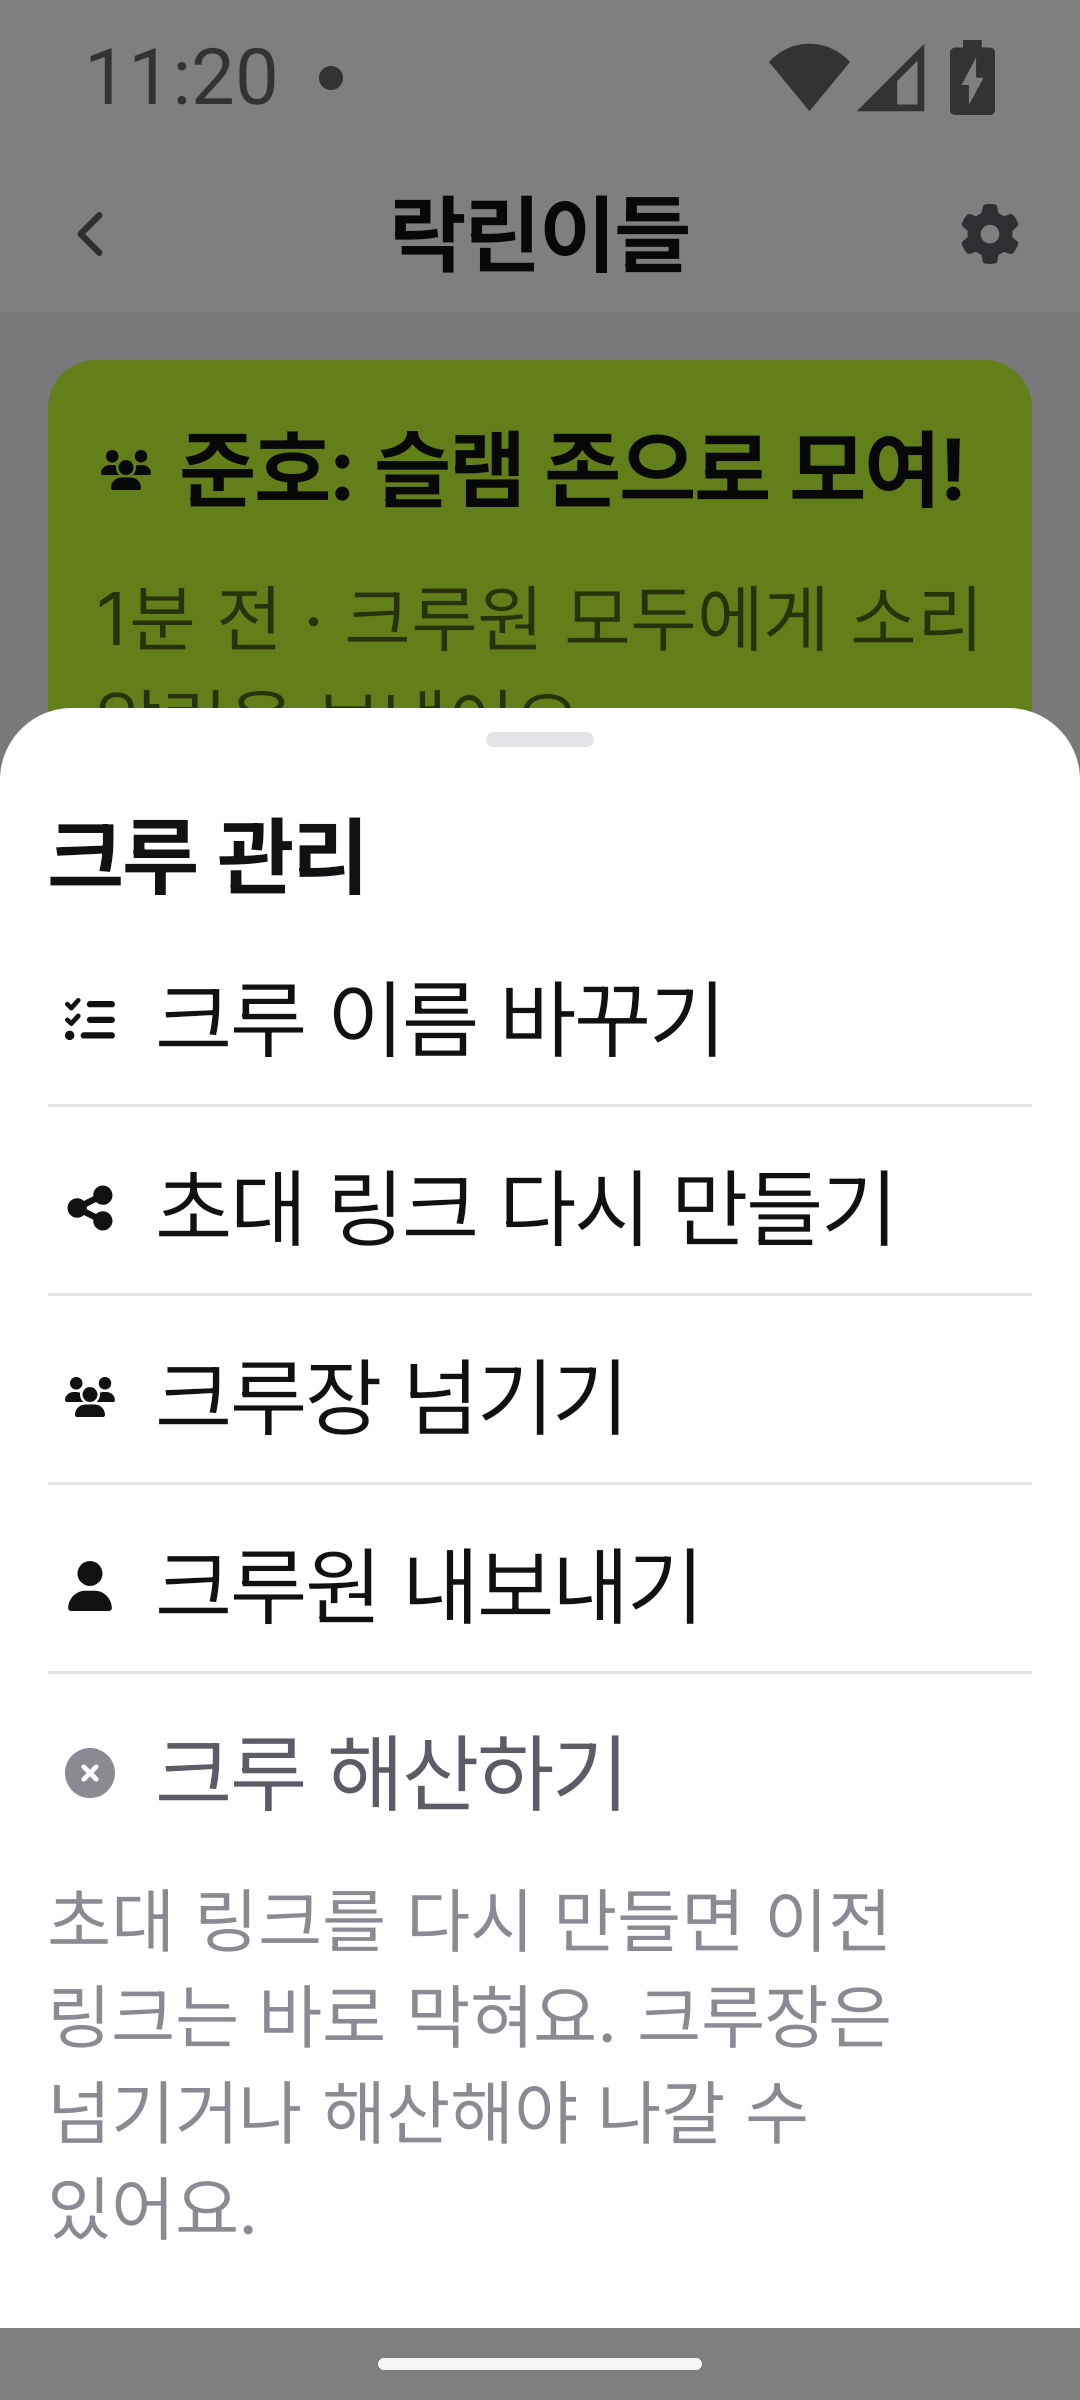 11:20
락린이들
준호: 슬램 존으로 모여!
1분 전 · 크루원 모두에게 소리
크루 관리
크루 이름 바꾸기
초대 링크 다시 만들기
크루장 넘기기
크루원 내보내기
크루 해산하기
초대 링크를 다시 만들면 이전
링크는 바로 막혀요. 크루장은
넘기거나 해산해야 나갈 수
있어요.